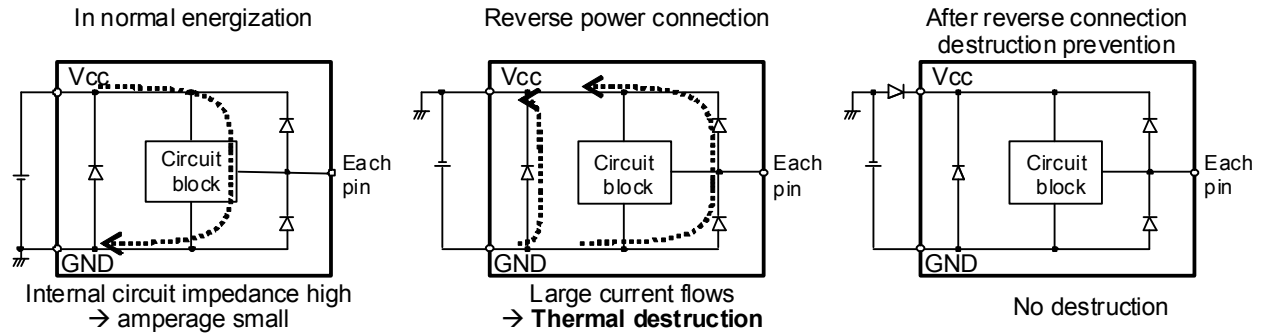 In normal energization
Vcc
Circuit
block
Each
pin
GND
Internal circuit impedance high
→ amperage small
Reverse power connection
Vcc
Circuit
block
Each
pin
GND
Large current flows
→ Thermal destruction
After reverse connection
destruction prevention
Vcc
Circuit
block
Each
pin
GND
No destruction